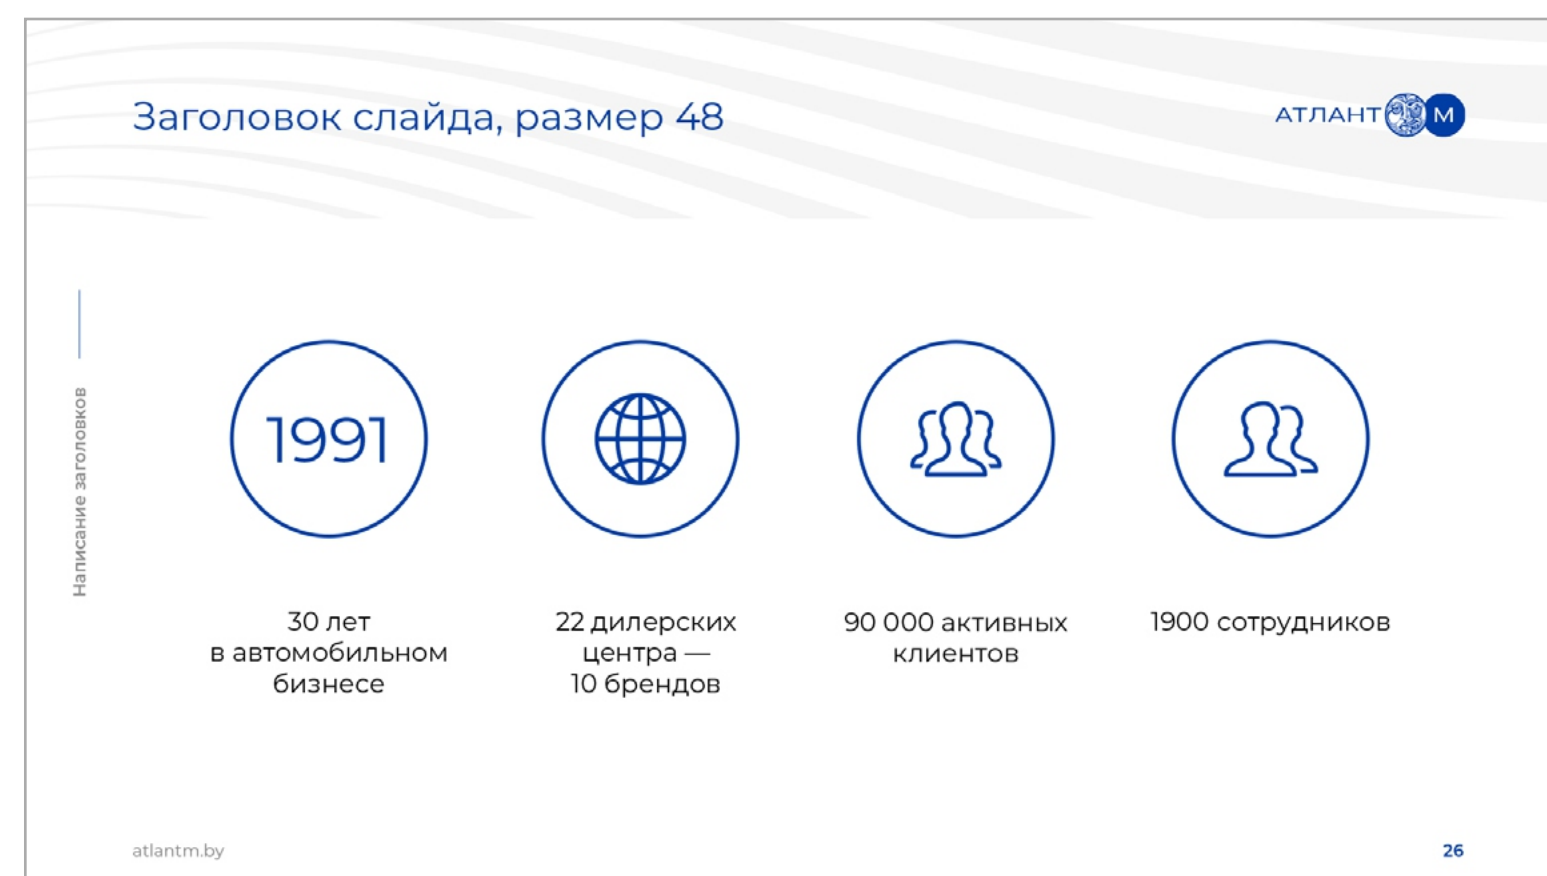 Заголовок слайда, размер 48
АТЛАНТ М
Написание заголовков
1991
30 лет
в автомобильном
бизнесе
22 дилерских
центра —
10 брендов
90 000 активных
клиентов
1900 сотрудников
atlantm.by
26